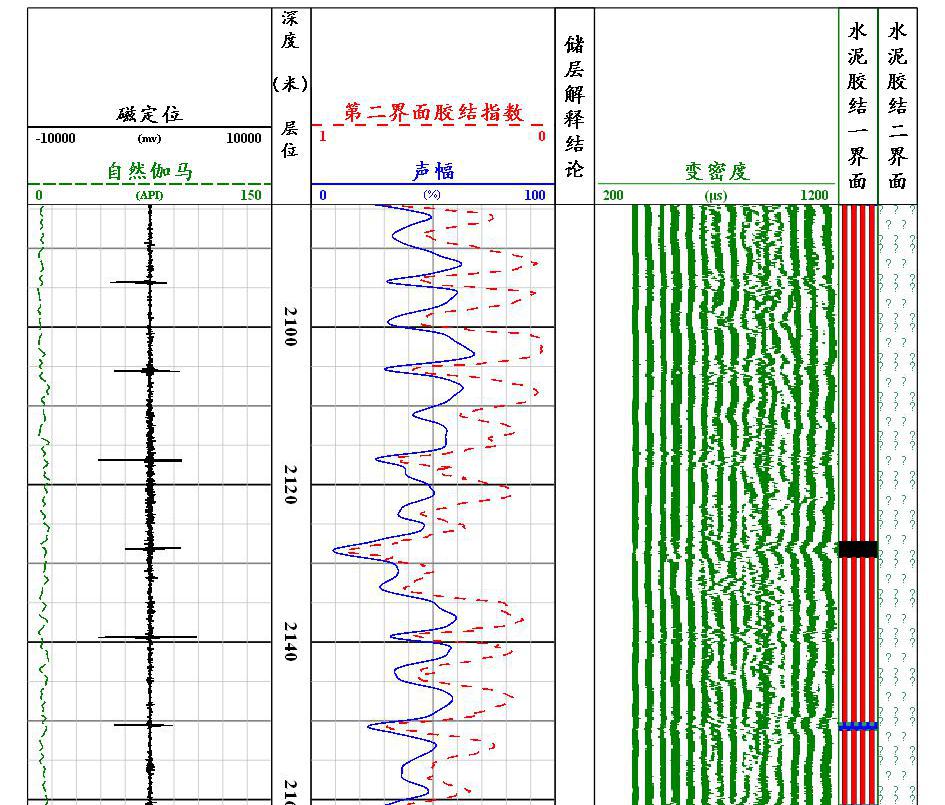 磁定位
-10000 (mv) 10000
自然伽马
0 (API) 150
深度
(米)
层位
第二界面胶结指数
1 0
声幅
0 (%) 100
储层解释结论
变密度
200 (μs) 1200
水泥胶结一界面
水泥胶结二界面
2100
2120
2140